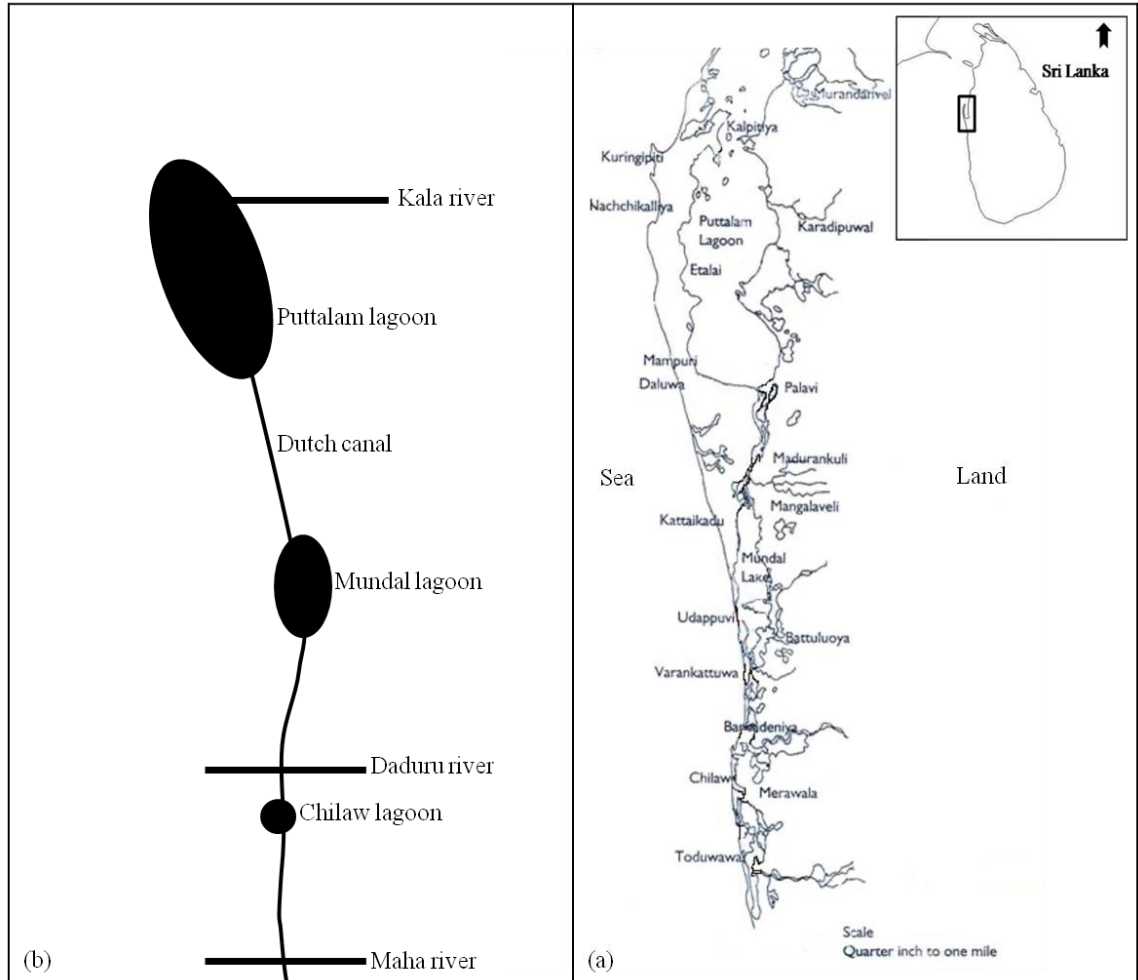 Kala river
Puttalam lagoon
Dutch canal
Mundal lagoon
Daduru river
Chilaw lagoon
Maha river
(b)
Sri Lanka
Murandarivel
Kalpitiya
Kuringipiti
Nachchikalliya
Puttalam
Lagoon
Karadipuwal
Etalai
Mampuri
Daluwa
Palavi
Madurankuli
Sea
Land
Mangalaveli
Kattaikadu
Mundal
Lake
Udappuvi
Battuluoya
Varankattuwa
Chilaw
Merawala
Toduwawa
Scale
Quarter inch to one mile
(a)